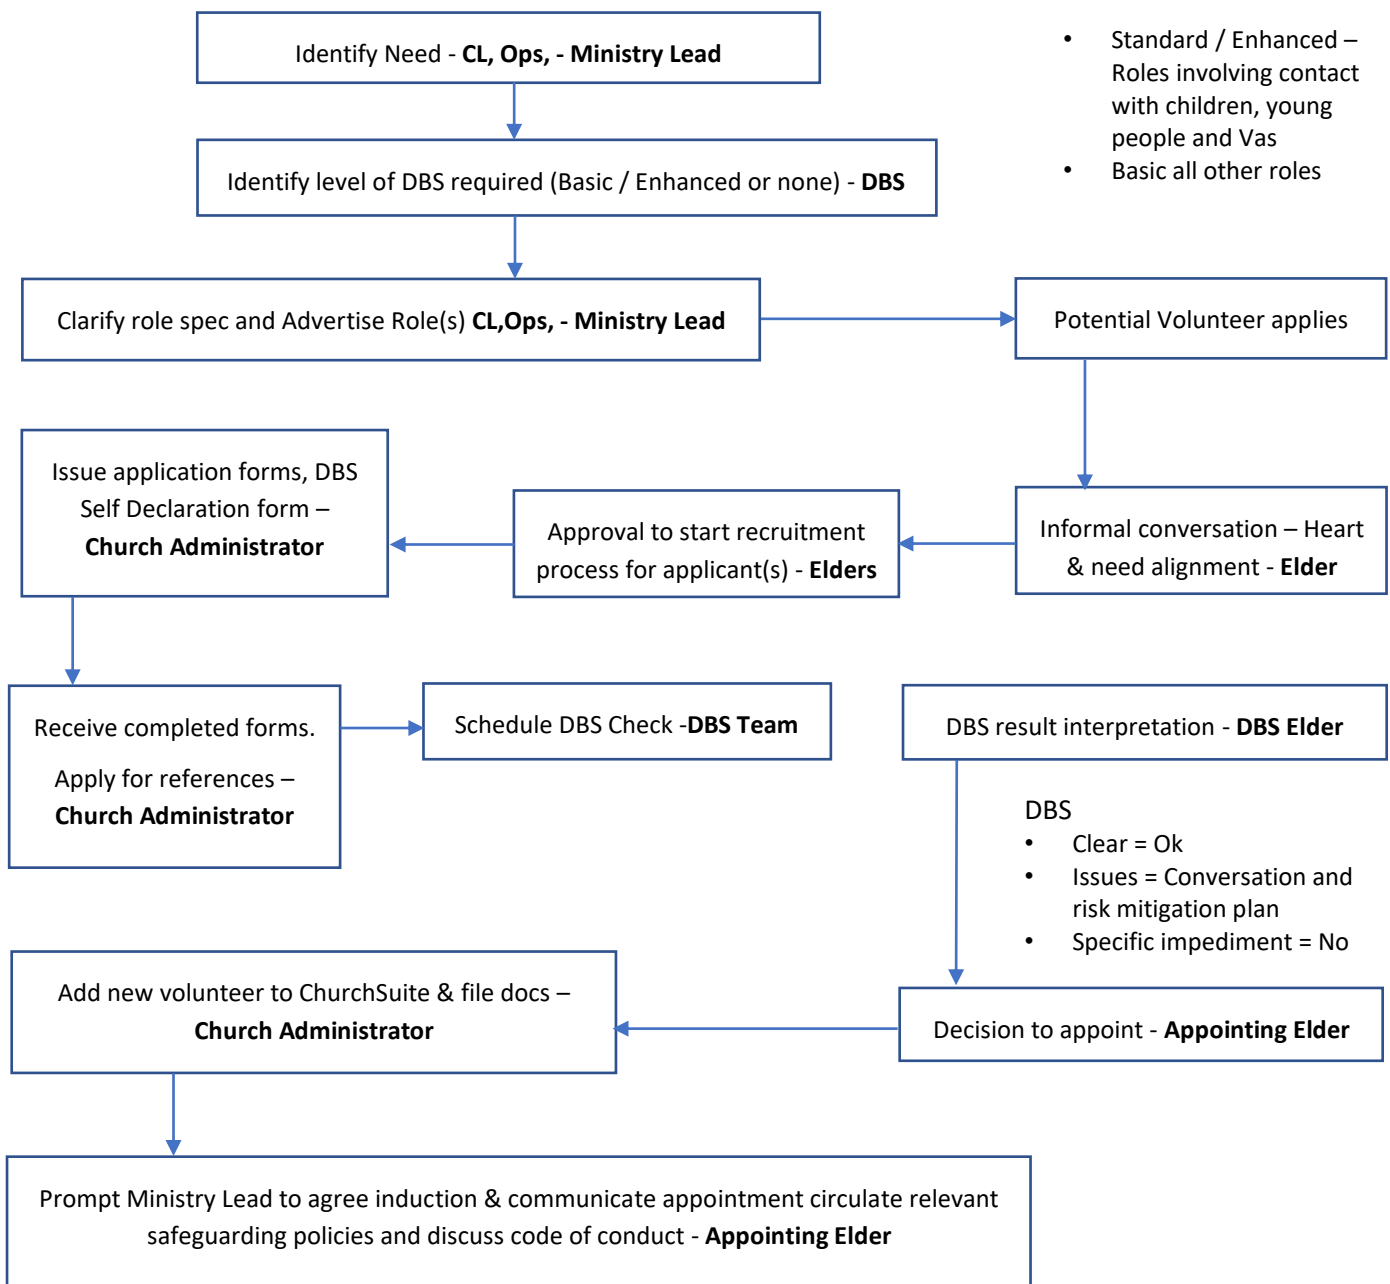 Identify Need - CL, Ops, - Ministry Lead
• Standard / Enhanced –
Roles involving contact
with children, young
people and Vas
• Basic all other roles
Identify level of DBS required (Basic / Enhanced or none) - DBS
Clarify role spec and Advertise Role(s) CL,Ops, - Ministry Lead
Potential Volunteer applies
Informal conversation – Heart
& need alignment - Elder
Approval to start recruitment
process for applicant(s) - Elders
Issue application forms, DBS
Self Declaration form –
Church Administrator
Receive completed forms.
Apply for references –
Church Administrator
Schedule DBS Check -DBS Team
DBS result interpretation - DBS Elder
DBS
• Clear = Ok
• Issues = Conversation and
risk mitigation plan
• Specific impediment = No
Decision to appoint - Appointing Elder
Add new volunteer to ChurchSuite & file docs –
Church Administrator
Prompt Ministry Lead to agree induction & communicate appointment circulate relevant
safeguarding policies and discuss code of conduct - Appointing Elder